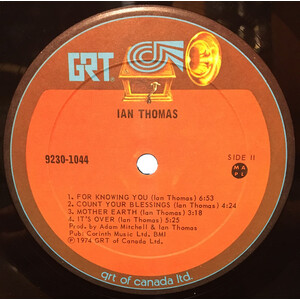 GRT
IAN THOMAS
9230-1044
SIDE II
MAPL
1. FOR KNOWING YOU (Ian Thomas) 6:53
2. COUNT YOUR BLESSINGS (Ian Thomas) 4:24
3. MOTHER EARTH (Ian Thomas) 3:18
4. IT'S OVER (Ian Thomas) 5:25
Prod. by Adam Mitchell & Ian Thomas
Pub: Corinth Music Ltd. BMI
℗1974 GRT of Canada Ltd.
grt of canada ltd.